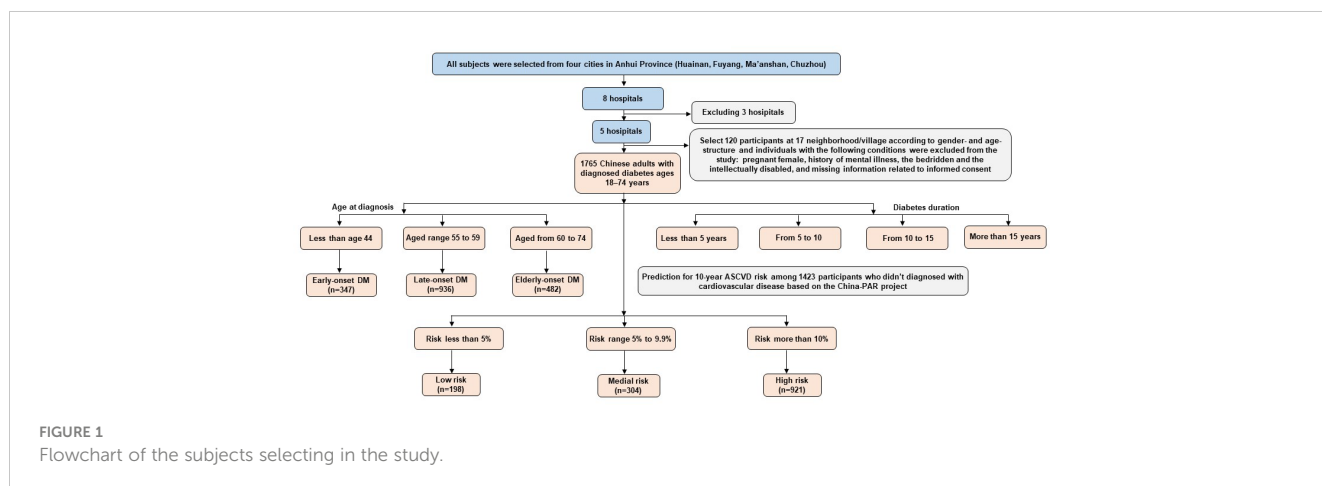 All subjects were selected from four cities in Anhui Province (Huainan, Fuyang, Ma'anshan, Chuzhou)
8 hospitals
Excluding 3 hosipitals
5 hosipitals
Select 120 participants at 17 neighborhood/village according to gender- and age-
structure and individuals with the following conditions were excluded from the
study: pregnant female, history of mental illness, the bedridden and the
intellectually disabled, and missing information related to informed consent
1765 Chinese adults with
diagnosed diabetes ages
18–74 years
Age at diagnosis
Diabetes duration
Less than age 44
Aged range 55 to 59
Aged from 60 to 74
Less than 5 years
From 5 to 10
From 10 to 15
More than 15 years
Early-onset DM
(n=347)
Late-onset DM
(n=936)
Elderly-onset DM
(n=482)
Prediction for 10-year ASCVD risk among 1423 participants who didn't diagnosed with
cardiovascular disease based on the China-PAR project
Risk less than 5%
Risk range 5% to 9.9%
Risk more than 10%
Low risk
(n=198)
Medial risk
(n=304)
High risk
(n=921)
FIGURE 1
Flowchart of the subjects selecting in the study.